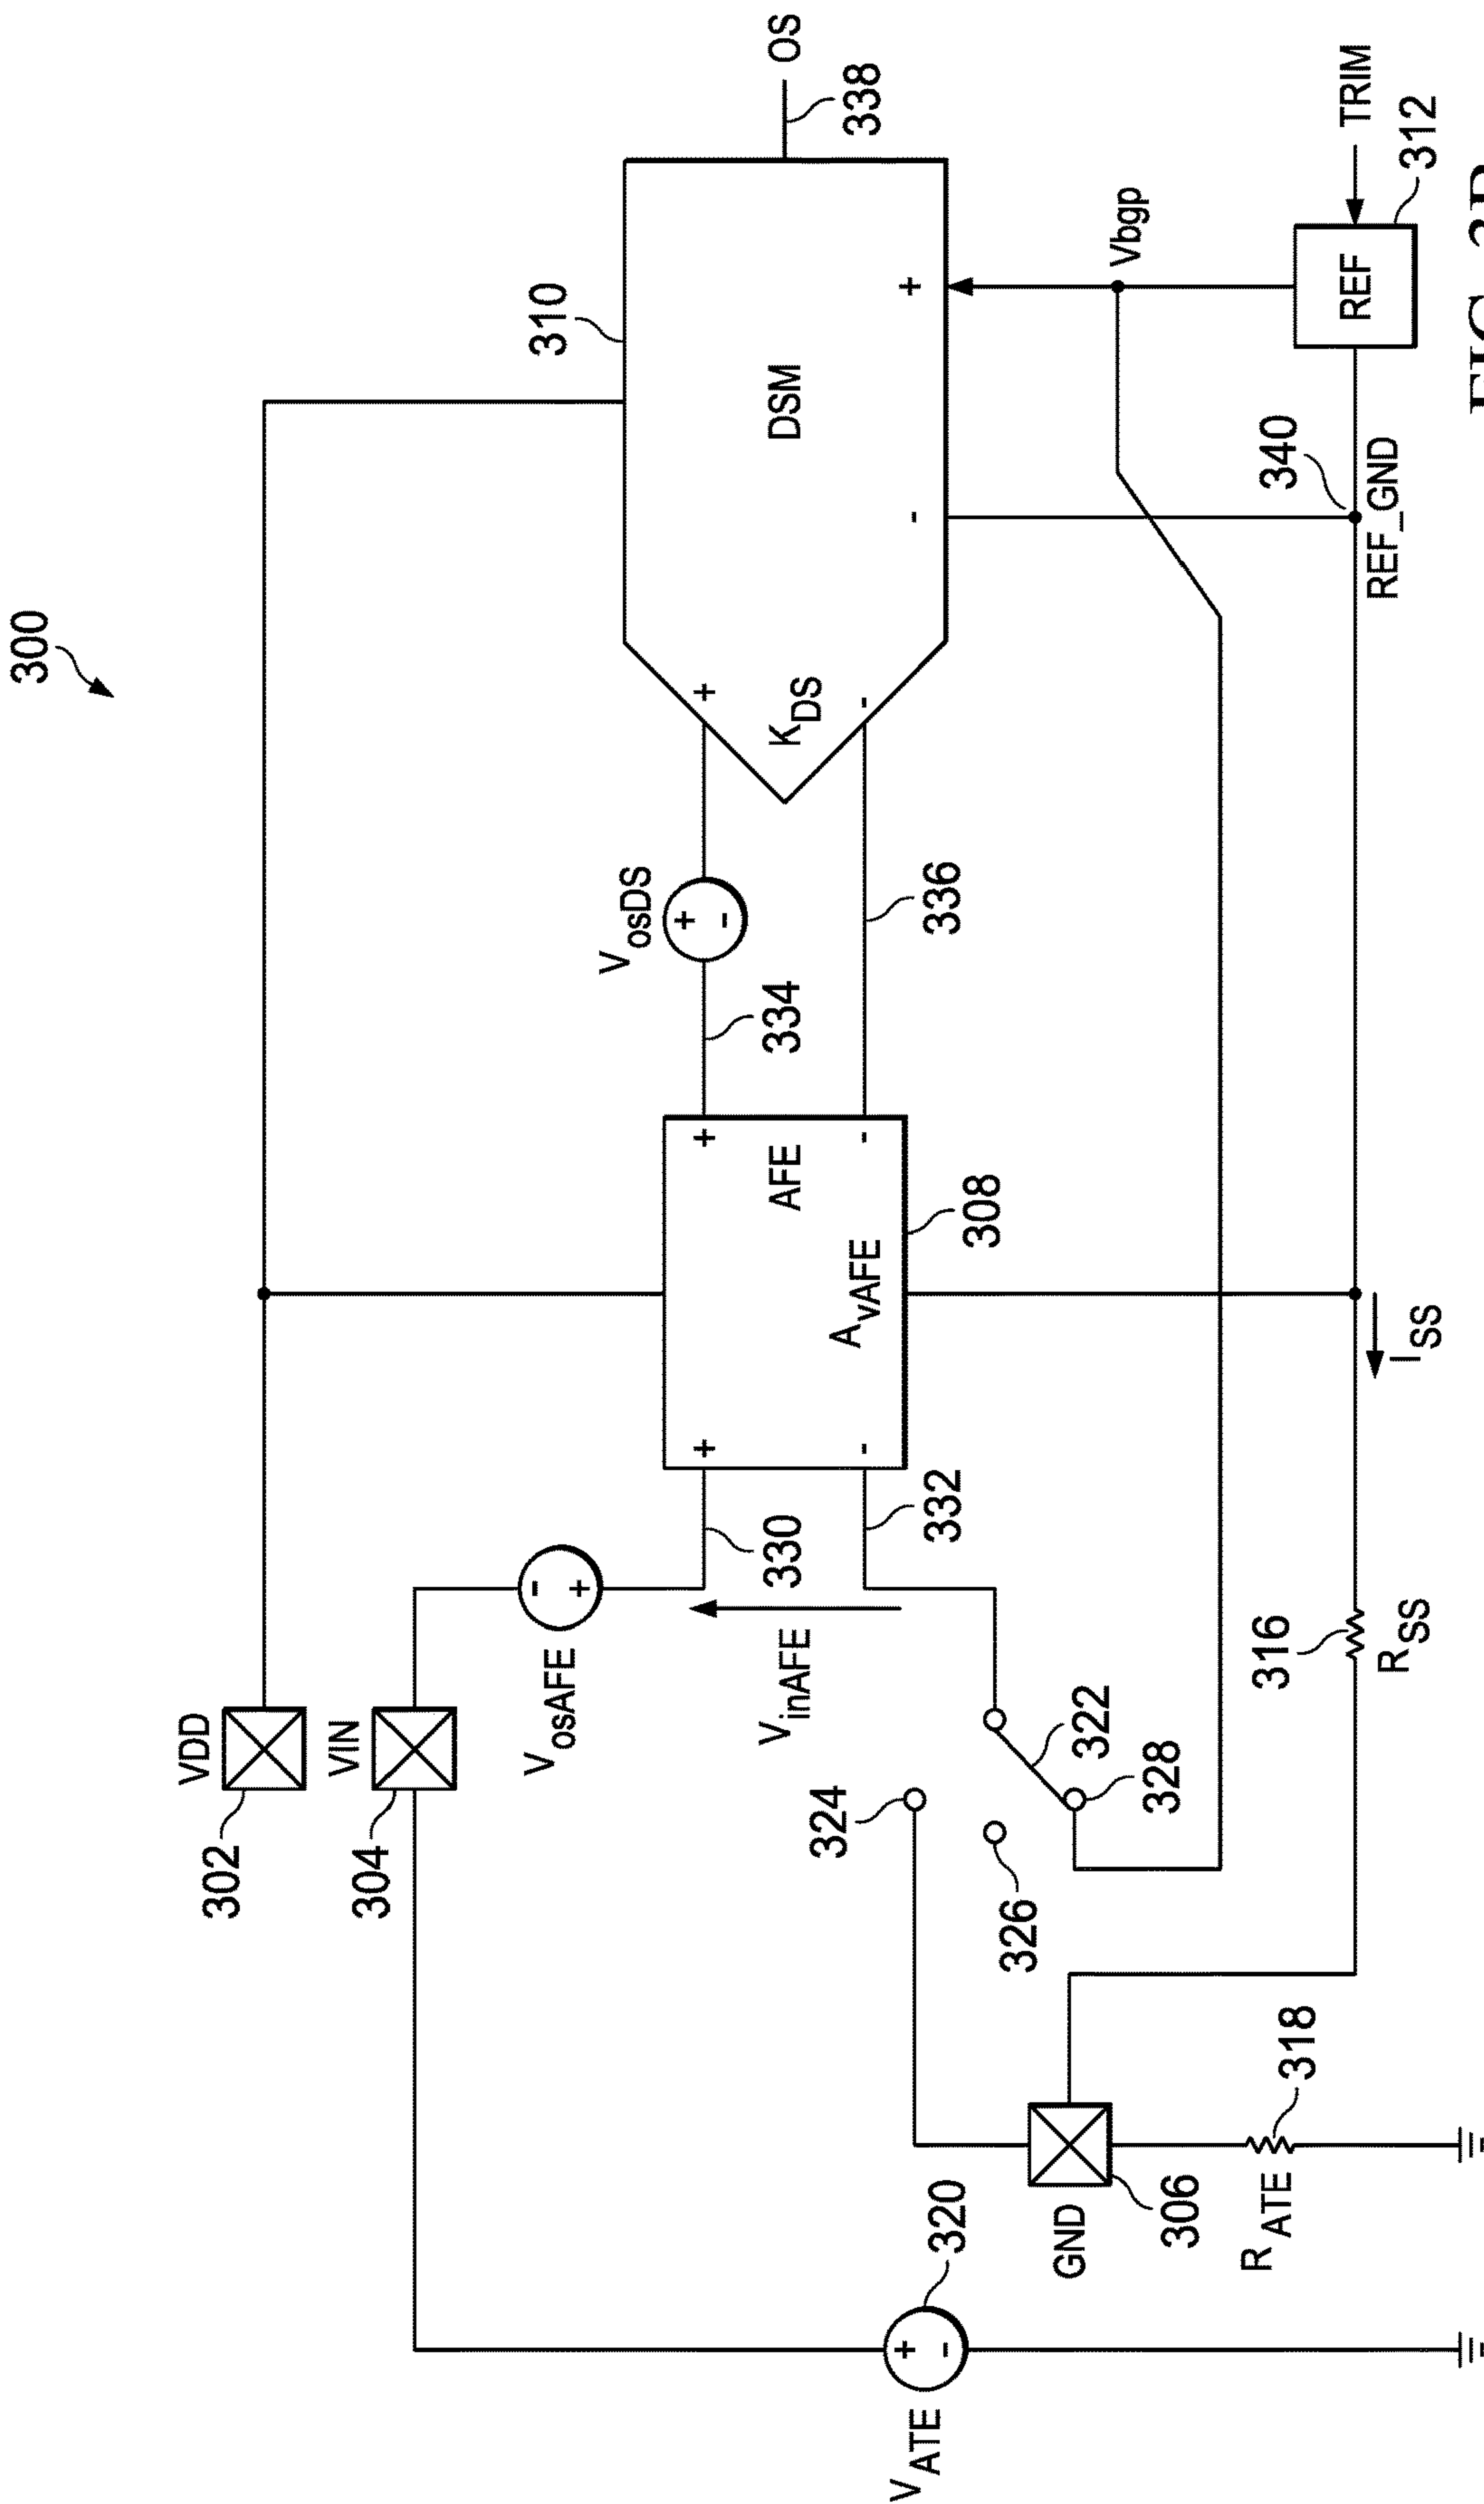 300
VDD
302
VIN
304
VosAFE
VinAFE
330
332
AFE
AvAFE
308
334
336
VosDS
310
DSM
KDS
338
OS
Vbgp
REF
TRIM
312
340
REF_GND
ISS
316
RSS
322
324
326
328
GND
306
318
RATE
320
VATE
+
-
+
-
+
-
+
-
+
-
+
-
+
-
+
-